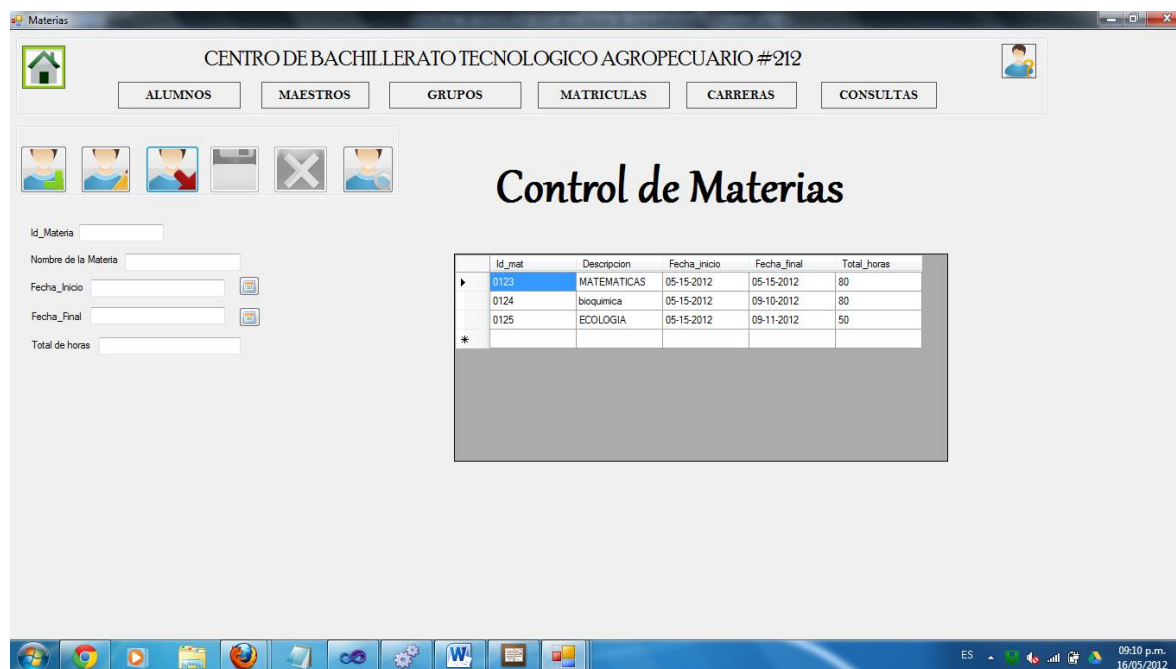 Materias
CENTRO DE BACHILLERATO TECNOLOGICO AGROPECUARIO #212
ALUMNOS MAESTROS GRUPOS MATRICULAS CARRERAS CONSULTAS
Control de Materias
Id_Materia
Nombre de la Materia
Fecha_Inicio
Fecha_Final
Total de horas
Id_mat Descripcion Fecha_inicio Fecha_final Total_horas
0123 MATEMATICAS 05-15-2012 05-15-2012 80
0124 bioquimica 05-15-2012 09-10-2012 80
0125 ECOLOGIA 05-15-2012 09-11-2012 50
ES 09:10 p.m.
16/05/2012